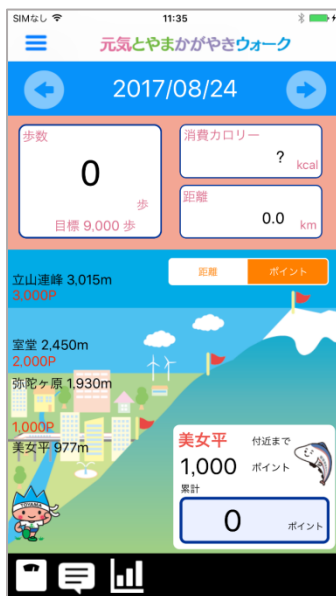 SIMなし 11:35
元気とやまかがやきウォーク
2017/08/24
歩数
0
歩
目標 9,000 歩
消費カロリー
?
kcal
距離
0.0
km
距離 ポイント
立山連峰 3,015m
3,000P
室堂 2,450m
2,000P
弥陀ヶ原 1,930m
1,000P
美女平 977m
美女平 付近まで
1,000 ポイント
累計
0 ポイント
TOYAMA